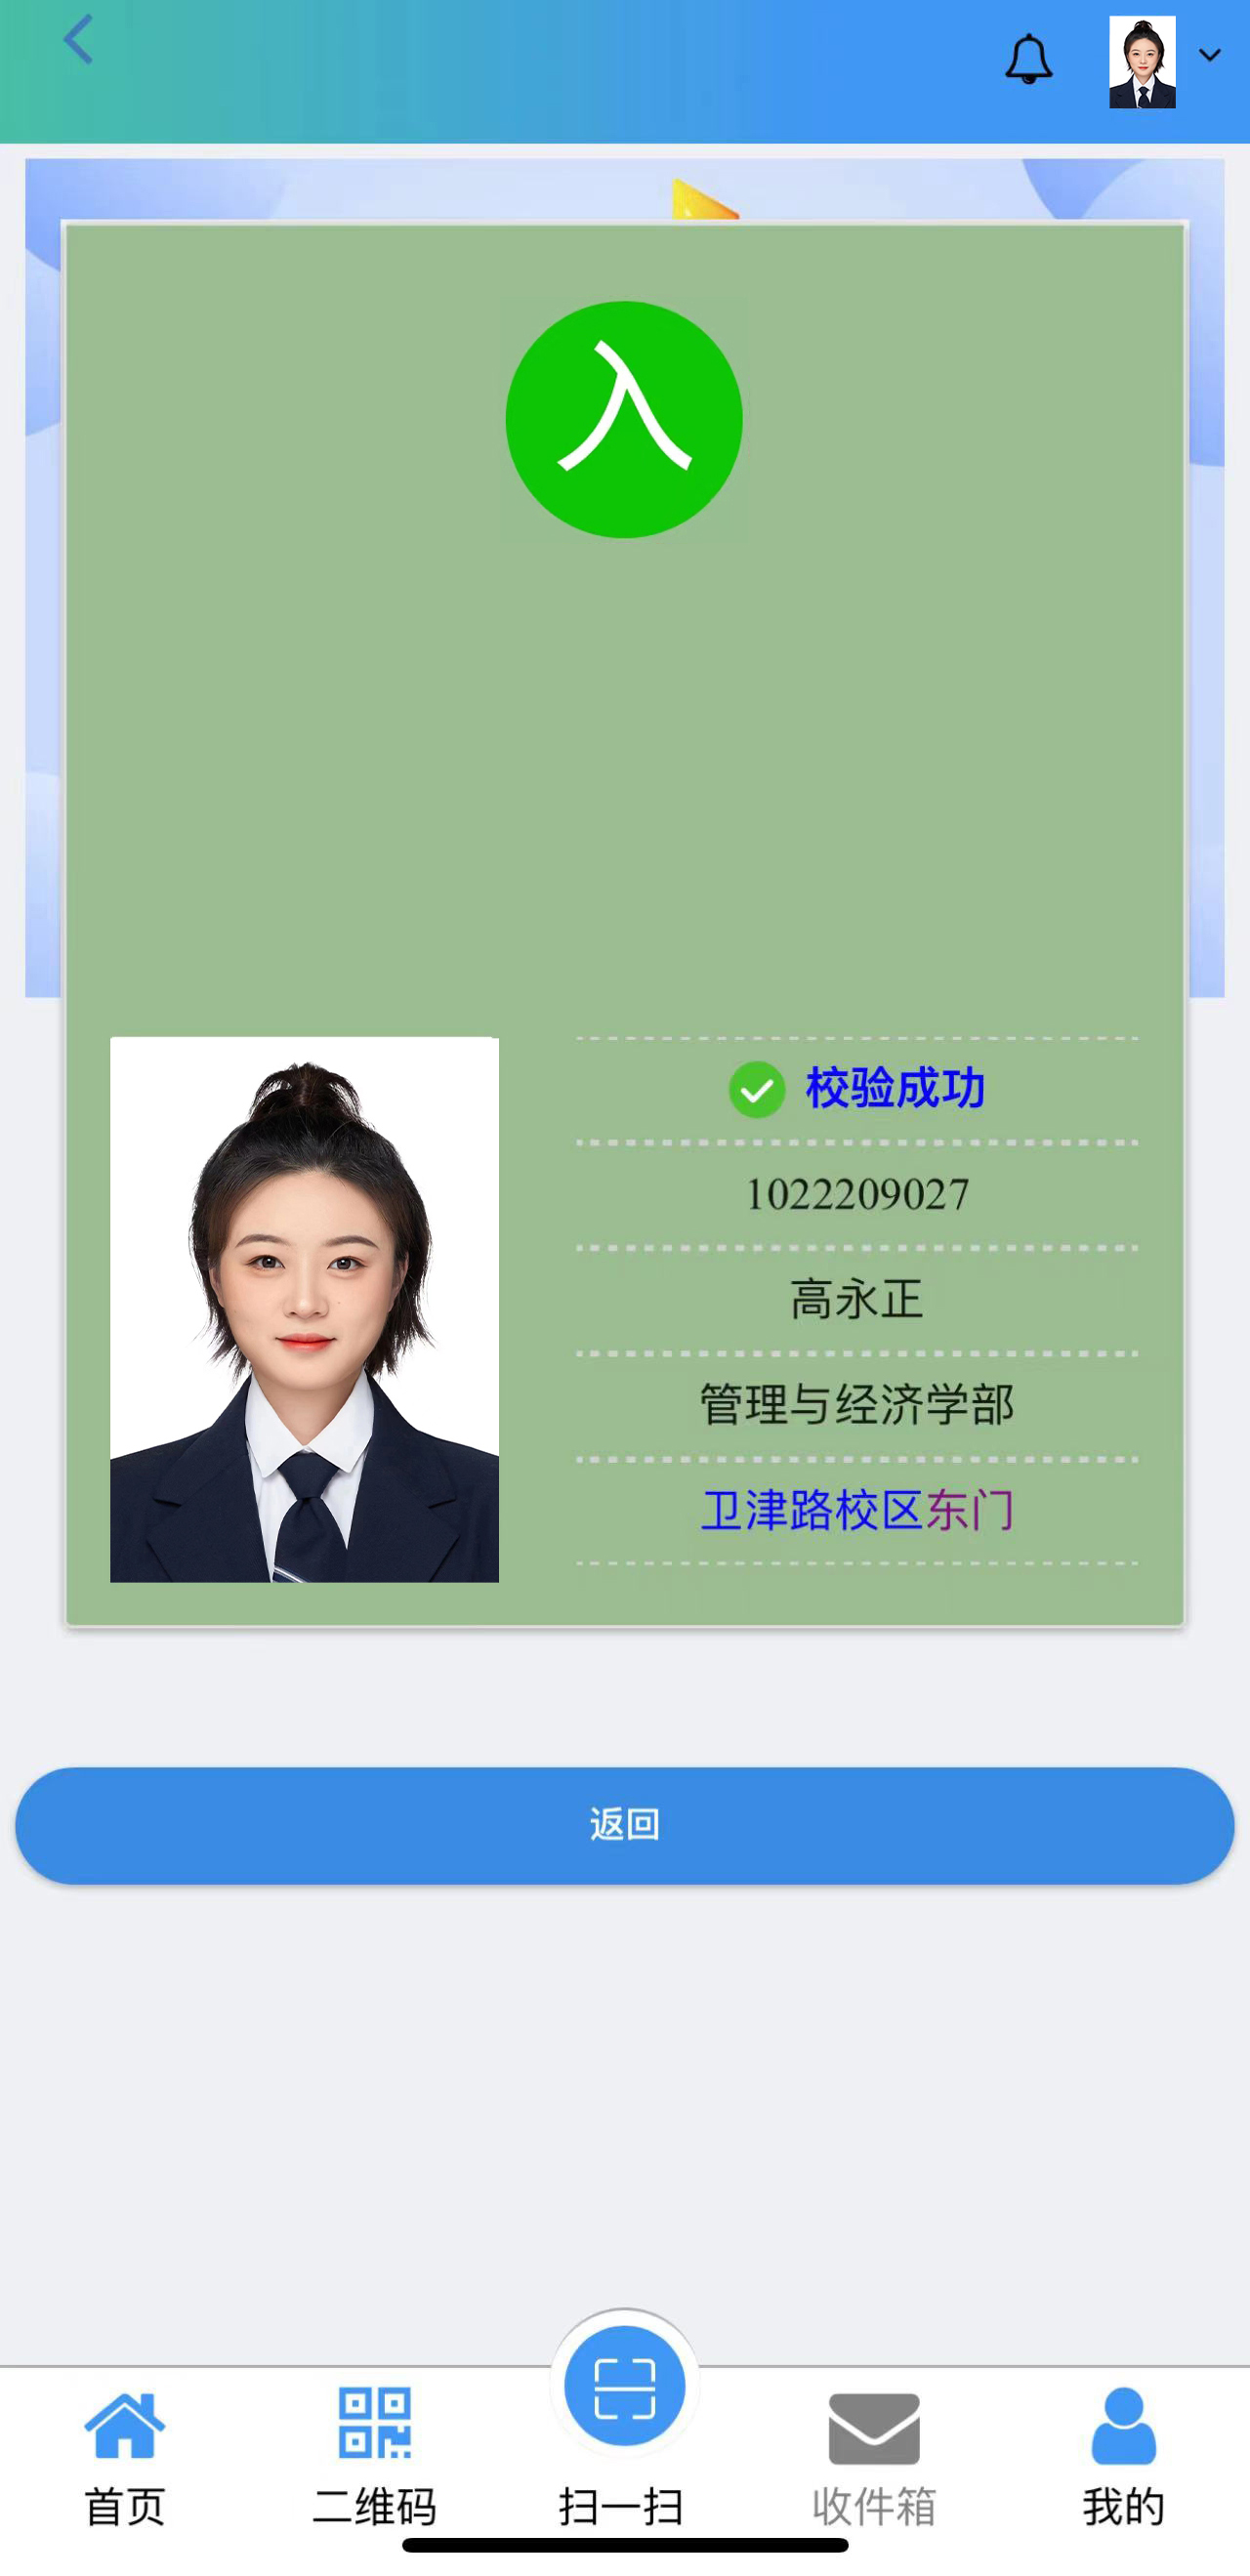 入
校验成功
1022209027
高永正
管理与经济学部
卫津路校区东门
返回
首页
二维码
扫一扫
收件箱
我的